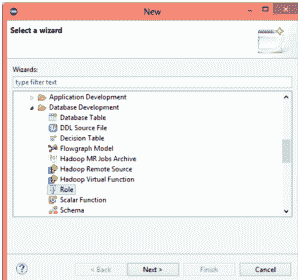 New
Select a wizard
Wizards:
type filter text
Application Development
Database Development
Database Table
DDL Source File
Decision Table
Flowgraph Model
Hadoop MR Jobs Archive
Hadoop Remote Source
Hadoop Virtual Function
Role
Scalar Function
Schema
? < Back Next > Finish Cancel